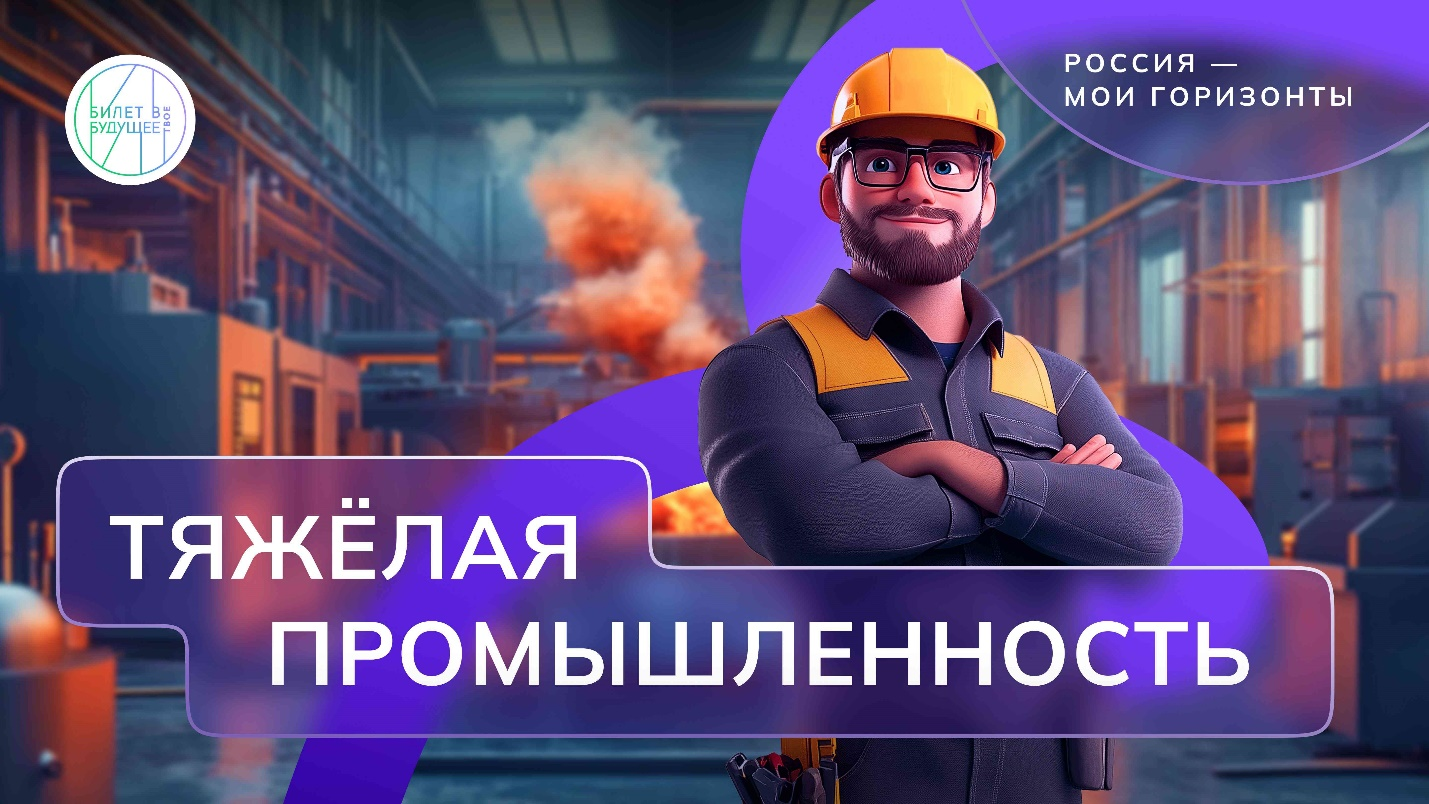 БИЛЕТ В
БУДУЩЕЕ
ТВОЕ
РОССИЯ —
МОИ ГОРИЗОНТЫ
ТЯЖЁЛАЯ
ПРОМЫШЛЕННОСТЬ